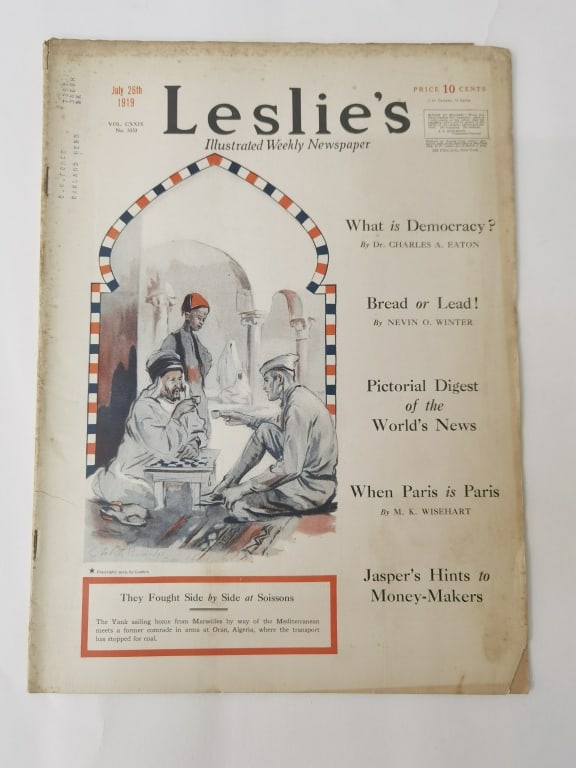 July 26th
1919
VOL. CXXIX
Leslie's
Illustrated Weekly Newspaper
PRICE 10 CENTS
What is Democracy?
By Dr. CHARLES A. EATON
Bread or Lead!
By NEVIN O. WINTER
Pictorial Digest
of the
World's News
When Paris is Paris
By M. K. WISEHART
Jasper's Hints to
Money-Makers
They Fought Side by Side at Soissons
The Yank sailing home from Marseilles by way of the Mediterranean
meets a former comrade in arms at Oran, Algeria, where the transport
has stopped for coal.